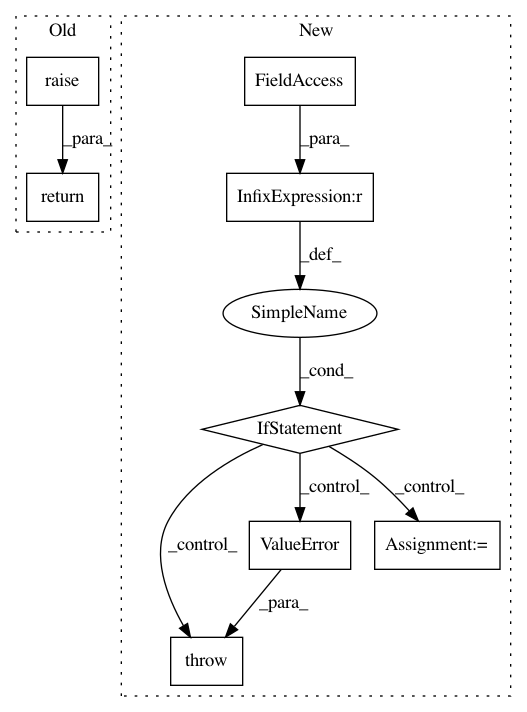 Old
New
raise
FieldAccess
_para_
_para_
return
InfixExpression:r
_def_
SimpleName
_cond_
IfStatement
_control_
_control_
_control_
ValueError
Assignment:=
_para_
throw